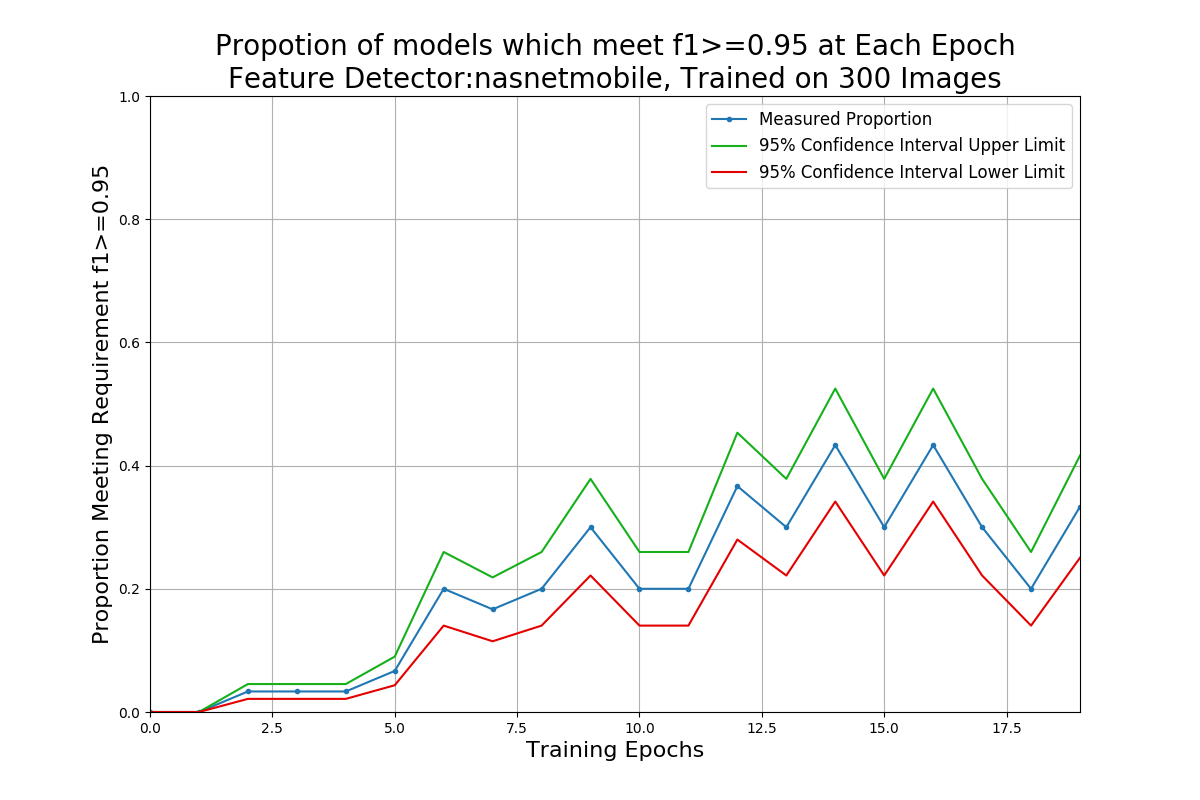 Propotion of models which meet f1>=0.95 at Each Epoch
Feature Detector:nasnetmobile, Trained on 300 Images
Measured Proportion
95% Confidence Interval Upper Limit
95% Confidence Interval Lower Limit
Proportion Meeting Requirement f1>=0.95
1.0
0.8
0.6
0.4
0.2
0.0
0.0
2.5
5.0
7.5
10.0
12.5
15.0
17.5
Training Epochs